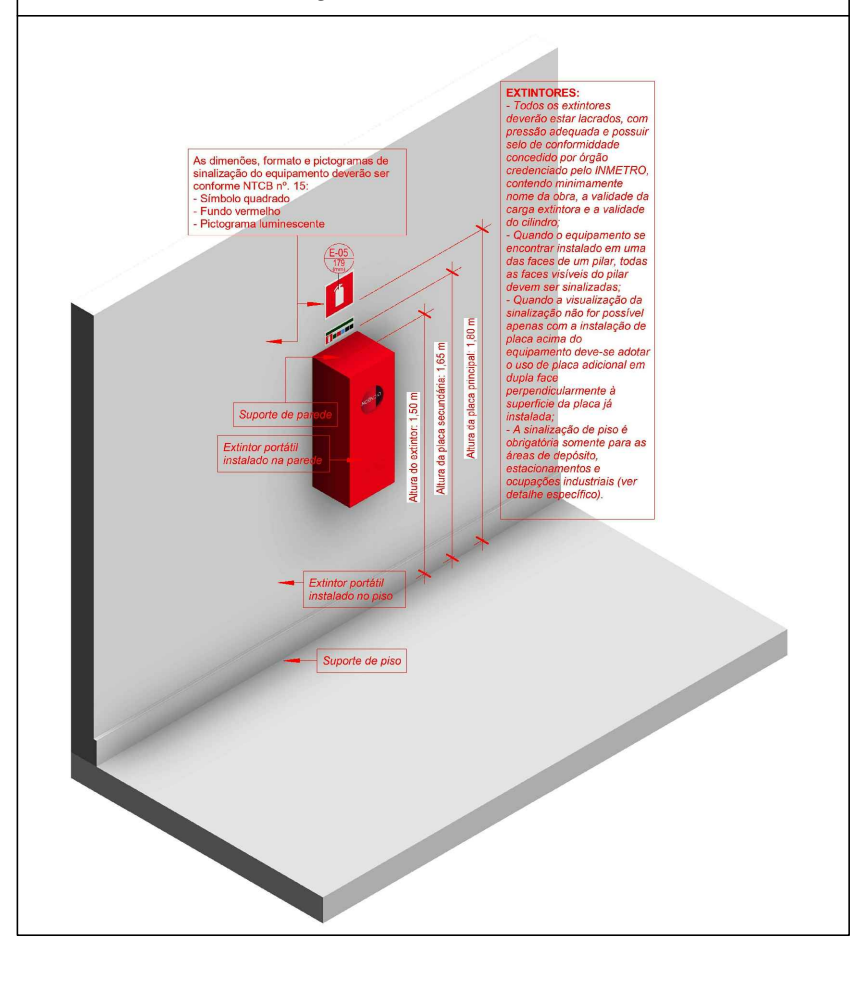 EXTINTORES:
- Todos os extintores
deverão estar lacrados, com
pressão adequada e possuir
selo de conformiddade
concedido por órgão
credenciado pelo INMETRO,
contendo minimamente
nome da obra, a validade da
carga extintora e a validade
do cilindro;
- Quando o equipamento se
encontrar instalado em uma
das faces de um pilar, todas
as faces visíveis do pilar
devem ser sinalizadas;
- Quando a visualização da
sinalização não for possível
apenas com a instalação de
placa acima do
equipamento deve-se adotar
o uso de placa adicional em
dupla face
perpendicularmente à
superfície da placa já
instalada;
- A sinalização de piso é
obrigatória somente para as
áreas de depósito,
estacionamentos e
ocupações industriais (ver
detalhe específico).
As dimenões, formato e pictogramas de
sinalização do equipamento deverão ser
conforme NTCB nº. 15:
- Símbolo quadrado
- Fundo vermelho
- Pictograma luminescente
E-05
179
(mm)
Altura do extintor: 1,50 m
Altura da placa secundária: 1,65 m
Altura da placa principal: 1,80 m
Suporte de parede
Extintor portátil
instalado na parede
Extintor portátil
instalado no piso
Suporte de piso